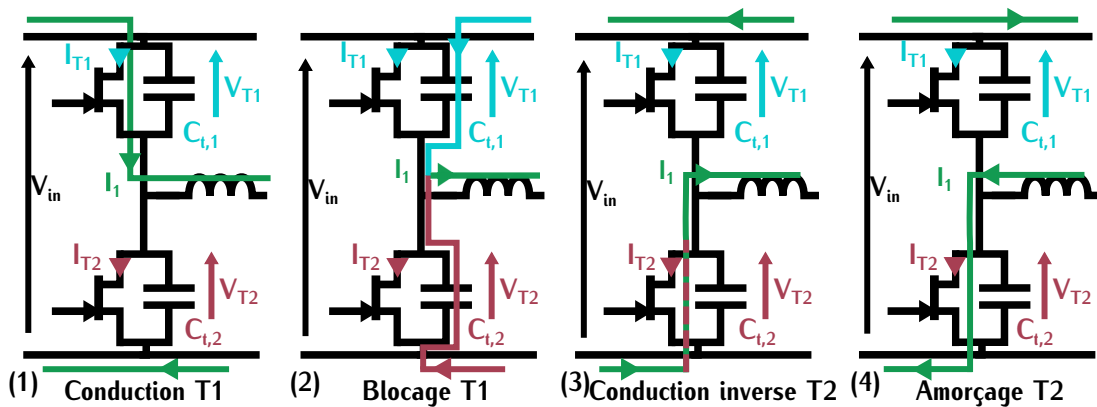 I_T1
V_T1
C_t,1
I_1
V_in
I_T2
V_T2
C_t,2
(1) Conduction T1
I_T1
V_T1
C_t,1
I_1
V_in
I_T2
V_T2
C_t,2
(2) Blocage T1
I_T1
V_T1
C_t,1
I_1
V_in
I_T2
V_T2
C_t,2
(3) Conduction inverse T2
I_T1
V_T1
C_t,1
I_1
V_in
I_T2
V_T2
C_t,2
(4) Amorçage T2